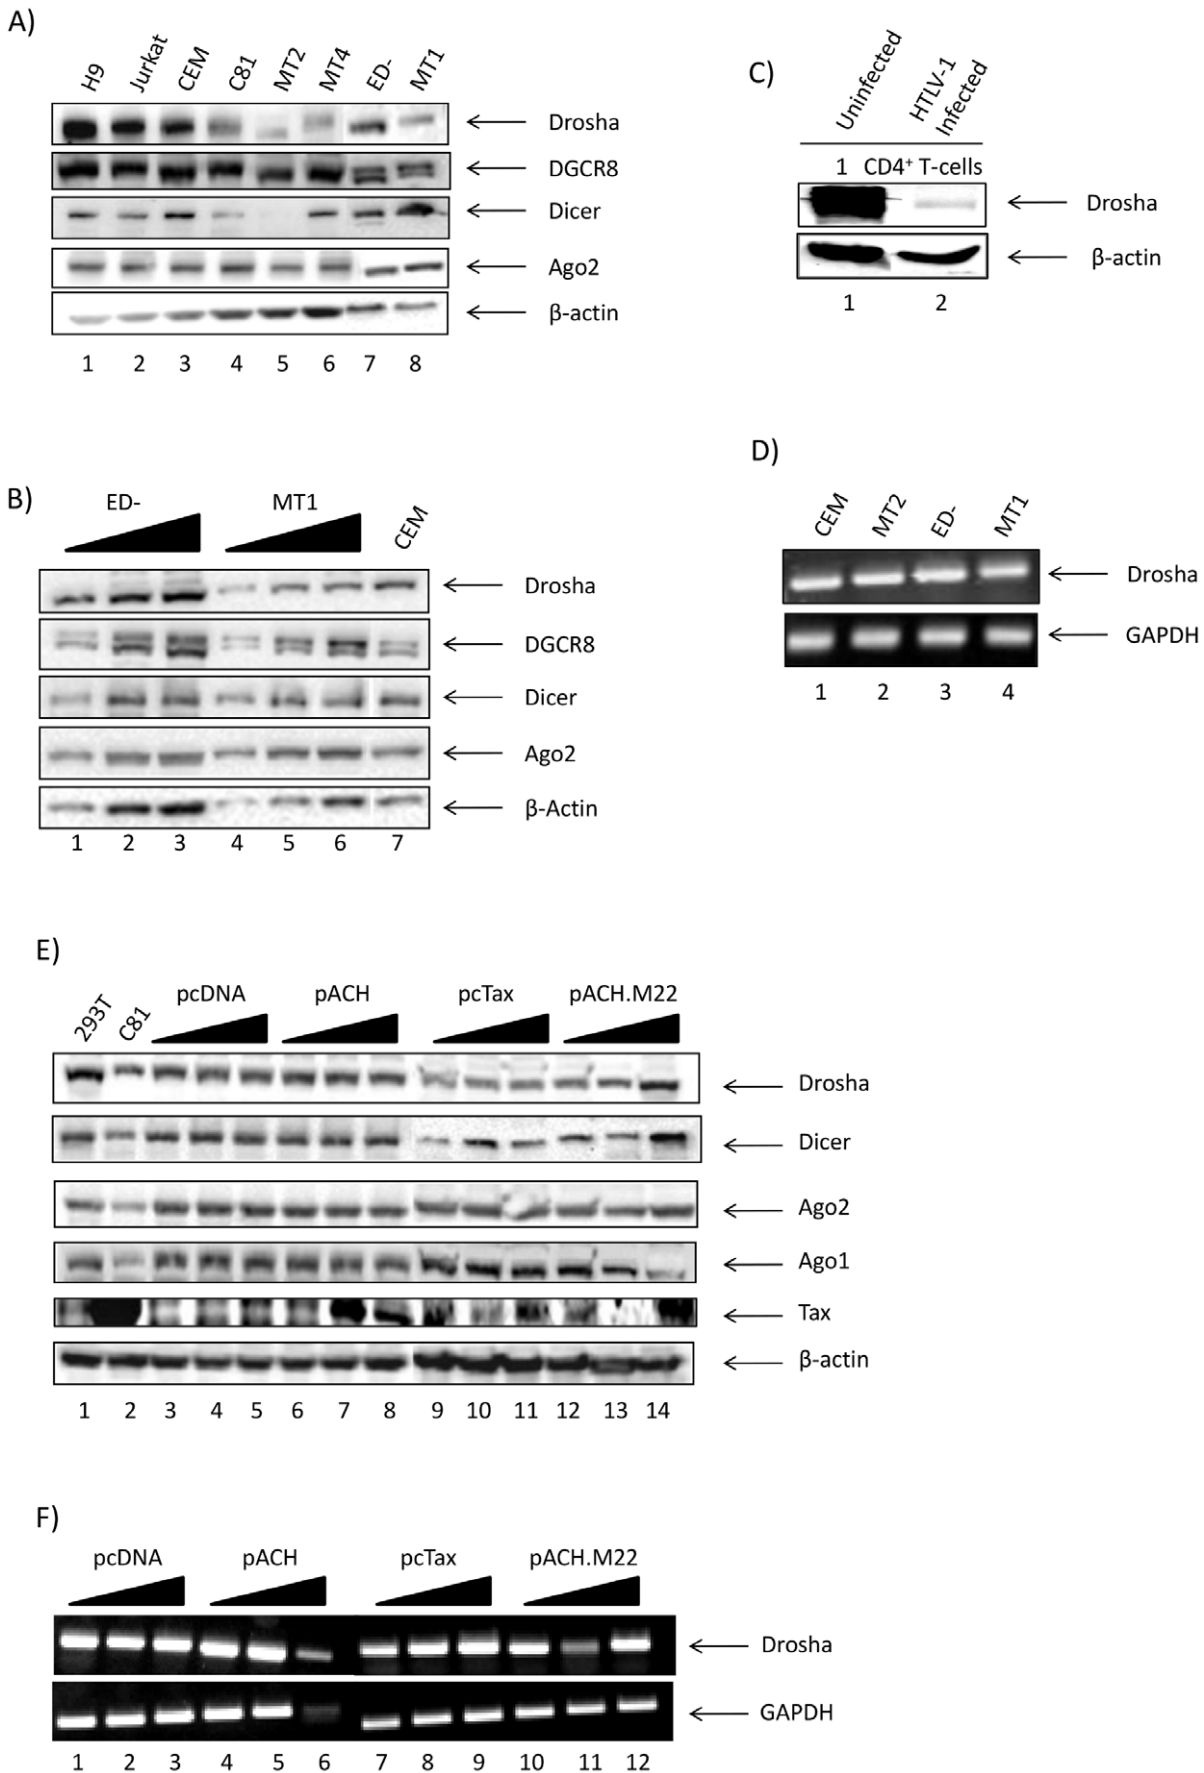 A)
H9 Jurkat CEM C81 MT2 MT4 ED- MT1
Drosha
DGCR8
Dicer
Ago2
β-actin
1 2 3 4 5 6 7 8
C)
Uninfected
HTLV-1
Infected
1 CD4⁺ T-cells
Drosha
β-actin
1 2
B)
ED- MT1 CEM
Drosha
DGCR8
Dicer
Ago2
β-Actin
1 2 3 4 5 6 7
D)
CEM MT2 ED- MT1
Drosha
GAPDH
1 2 3 4
E)
293T C81 pcDNA pACH pcTax pACH.M22
Drosha
Dicer
Ago2
Ago1
Tax
β-actin
1 2 3 4 5 6 7 8 9 10 11 12 13 14
F)
pcDNA pACH pcTax pACH.M22
Drosha
GAPDH
1 2 3 4 5 6 7 8 9 10 11 12